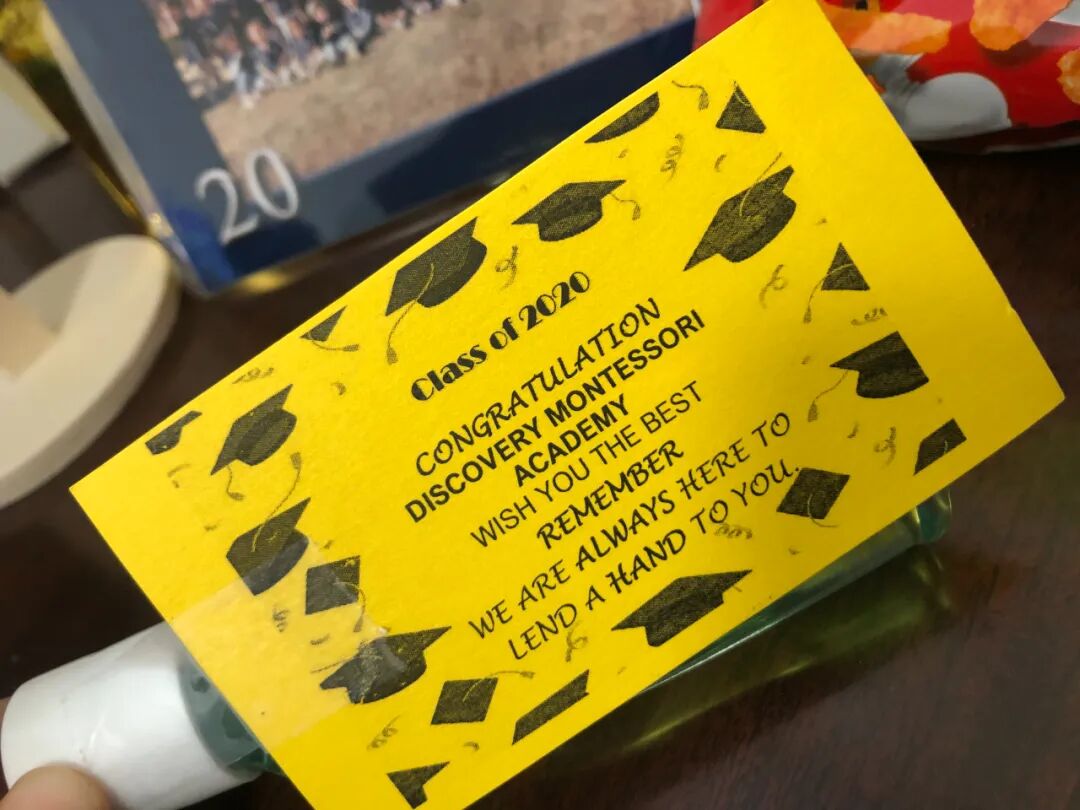 20
Class of 2020
CONGRATULATION
DISCOVERY MONTESSORI
ACADEMY
WISH YOU THE BEST
REMEMBER
WE ARE ALWAYS HERE TO
LEND A HAND TO YOU.